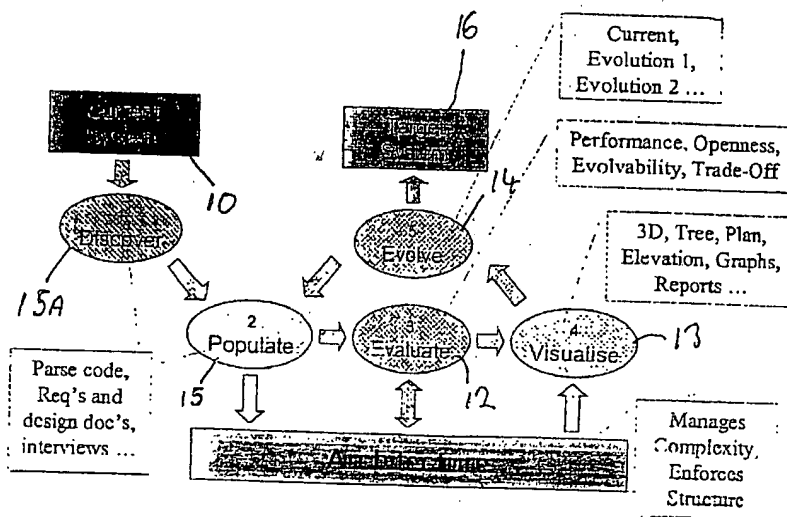 16
Current,
Evolution 1,
Evolution 2 ...
Current
System
Target
System
Performance, Openness,
Evolvability, Trade-Off
10
14
Discover
5
Evolve
15A
3D, Tree, Plan,
Elevation, Graphs,
Reports ...
2
Populate
3
Evaluate
4
Visualise
13
15
12
Parse code,
Req's and
design doc's,
interviews ...
Manages
Complexity,
Enforces
Structure